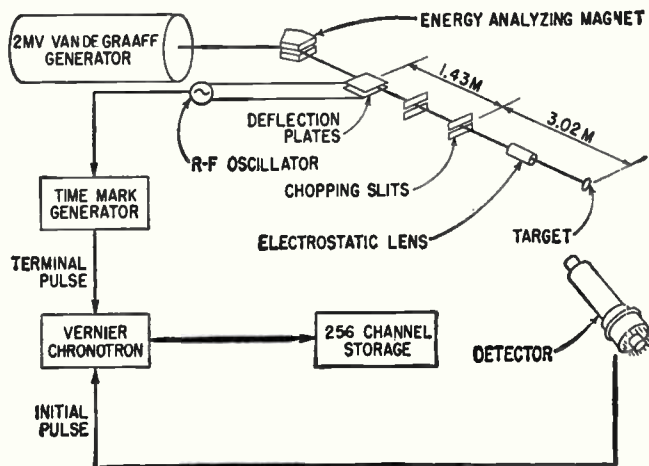 2MV VAN DE GRAAFF
GENERATOR
ENERGY ANALYZING MAGNET
1.43M
3.02M
DEFLECTION
PLATES
R-F OSCILLATOR
CHOPPING SLITS
TIME MARK
GENERATOR
ELECTROSTATIC LENS
TARGET
TERMINAL
PULSE
VERNIER
CHRONOTRON
256 CHANNEL
STORAGE
DETECTOR
INITIAL
PULSE